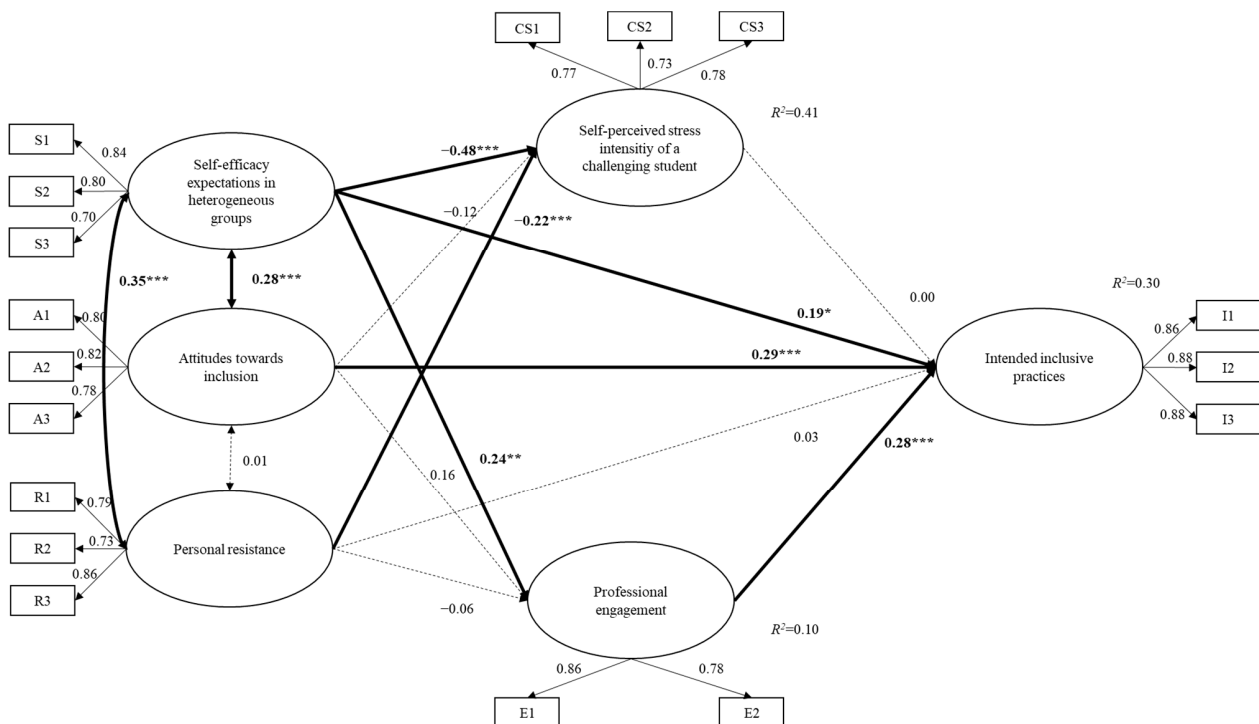 CS1
CS2
CS3
0.77
0.73
0.78
R²=0.41
Self-perceived stress
intensitiy of a
challenging student
S1
S2
S3
0.84
0.80
0.70
Self-efficacy
expectations in
heterogeneous
groups
−0.48***
−0.12
−0.22***
0.35***
0.28***
A1
A2
A3
0.80
0.82
0.78
Attitudes towards
inclusion
0.00
0.19*
0.29***
R²=0.30
Intended inclusive
practices
0.86
0.88
0.88
I1
I2
I3
0.01
0.24**
0.16
0.03
0.28***
R1
R2
R3
0.79
0.73
0.86
Personal resistance
−0.06
Professional
engagement
R²=0.10
0.86
0.78
E1
E2